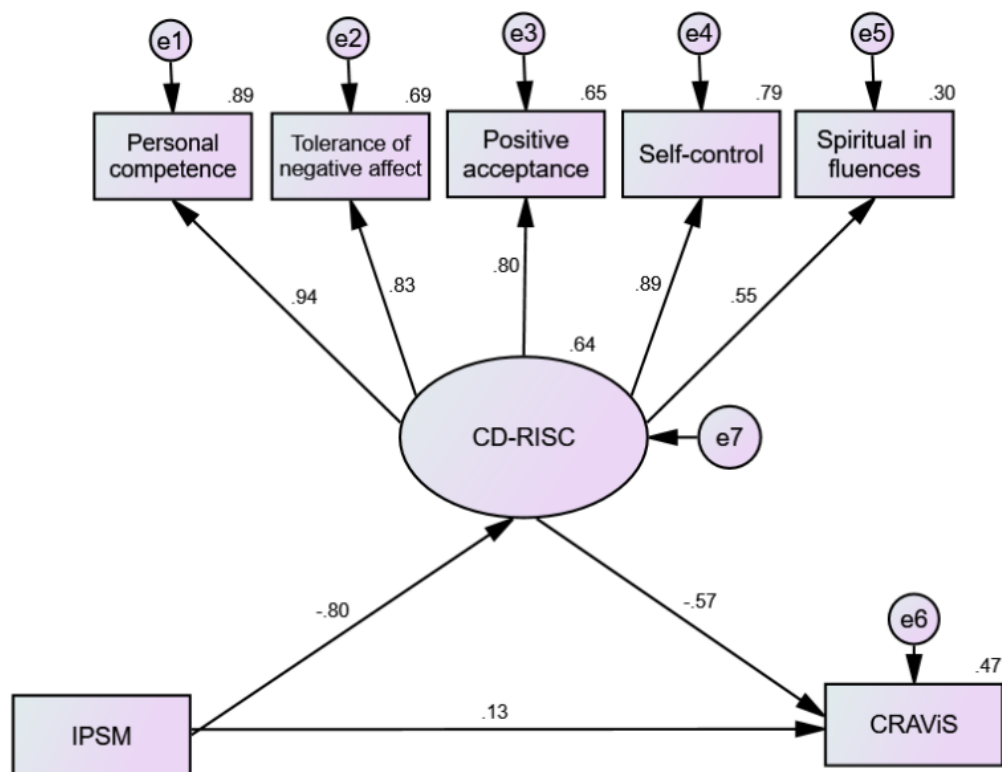 e1
e2
e3
e4
e5
.89
.69
.65
.79
.30
Personal
competence
Tolerance of
negative affect
Positive
acceptance
Self-control
Spiritual in
fluences
.94
.83
.80
.89
.55
.64
CD-RISC
e7
-.80
-.57
e6
.47
IPSM
.13
CRAViS